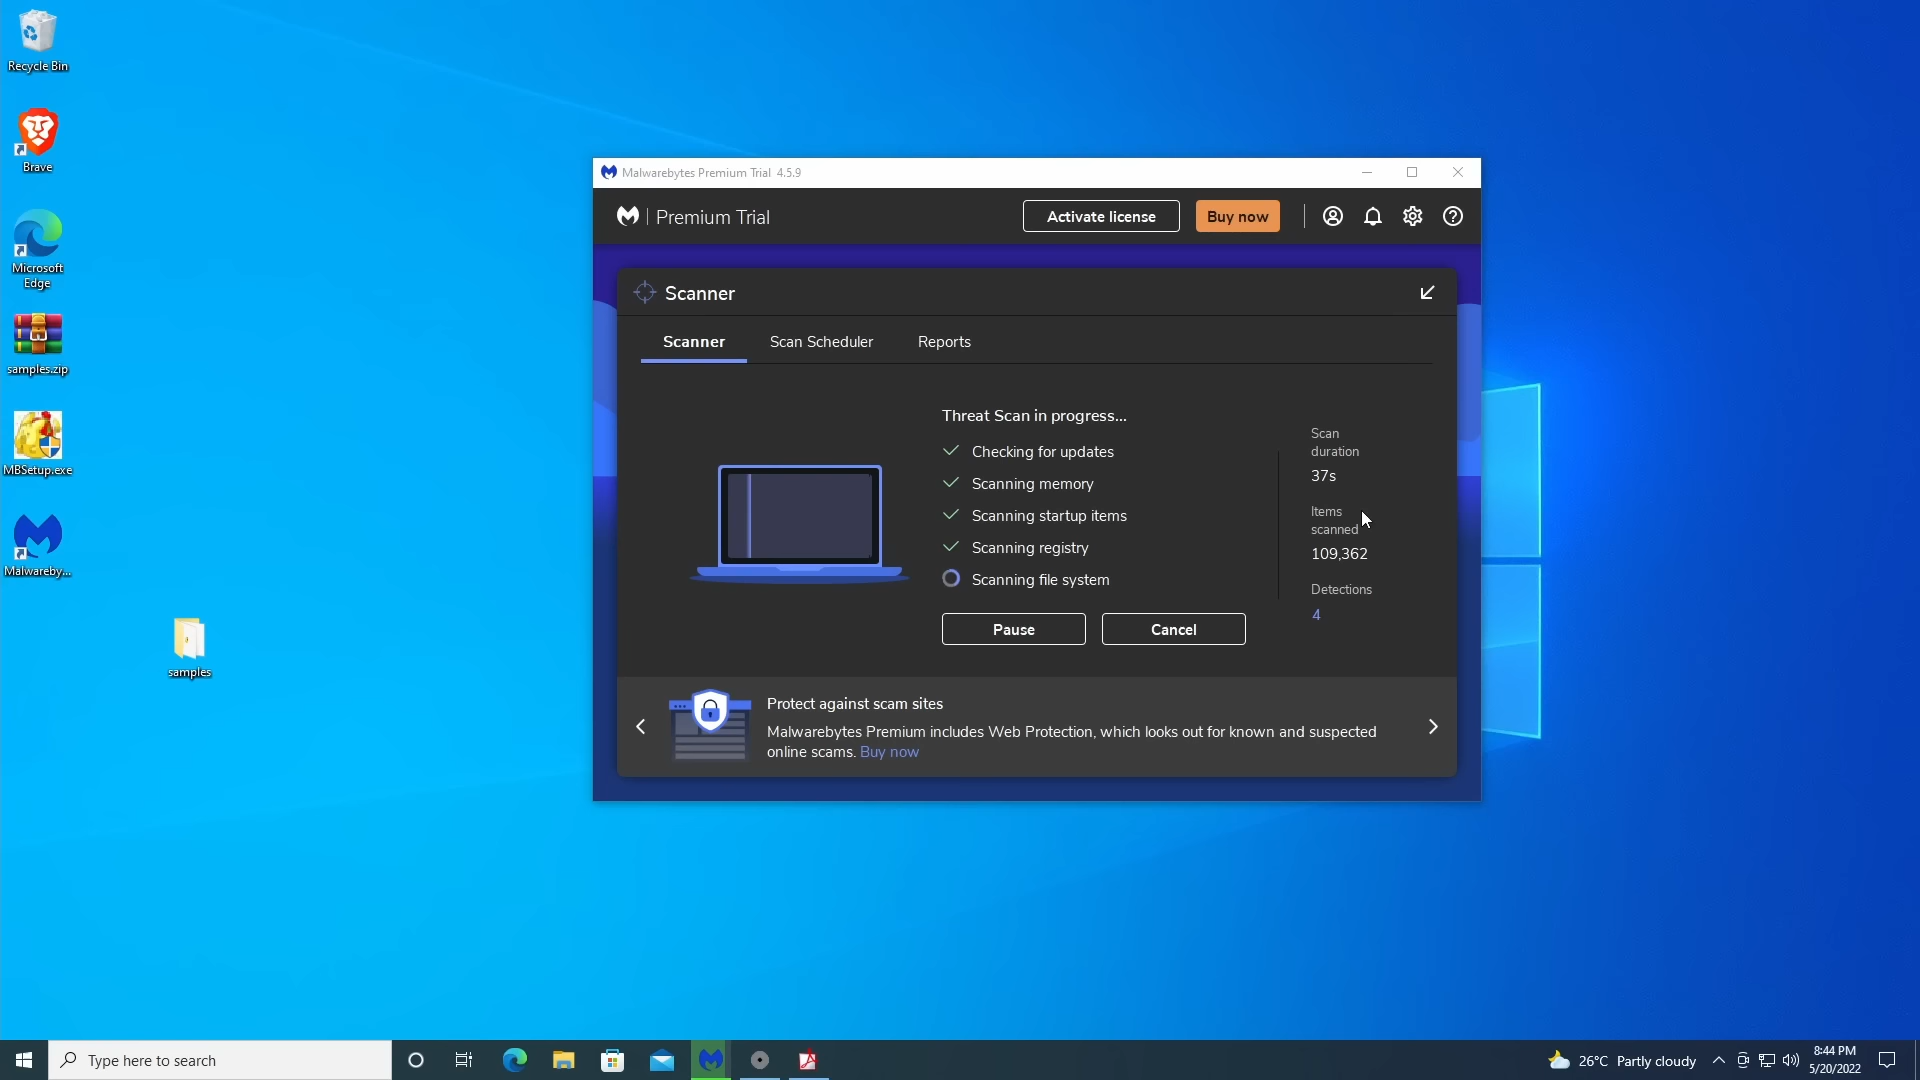 Recycle Bin
Brave
Microsoft
Edge
samples.zip
MBSetup.exe
Malwareby...
samples
Malwarebytes Premium Trial 4.5.9
Premium Trial
Activate license
Buy now
Scanner
Scanner
Scan Scheduler
Reports
Threat Scan in progress...
Checking for updates
Scanning memory
Scanning startup items
Scanning registry
Scanning file system
Pause
Cancel
Scan
duration
37s
Items
scanned
109,362
Detections
4
Protect against scam sites
Malwarebytes Premium includes Web Protection, which looks out for known and suspected
online scams. Buy now
Type here to search
26°C Partly cloudy
8:44 PM
5/20/2022